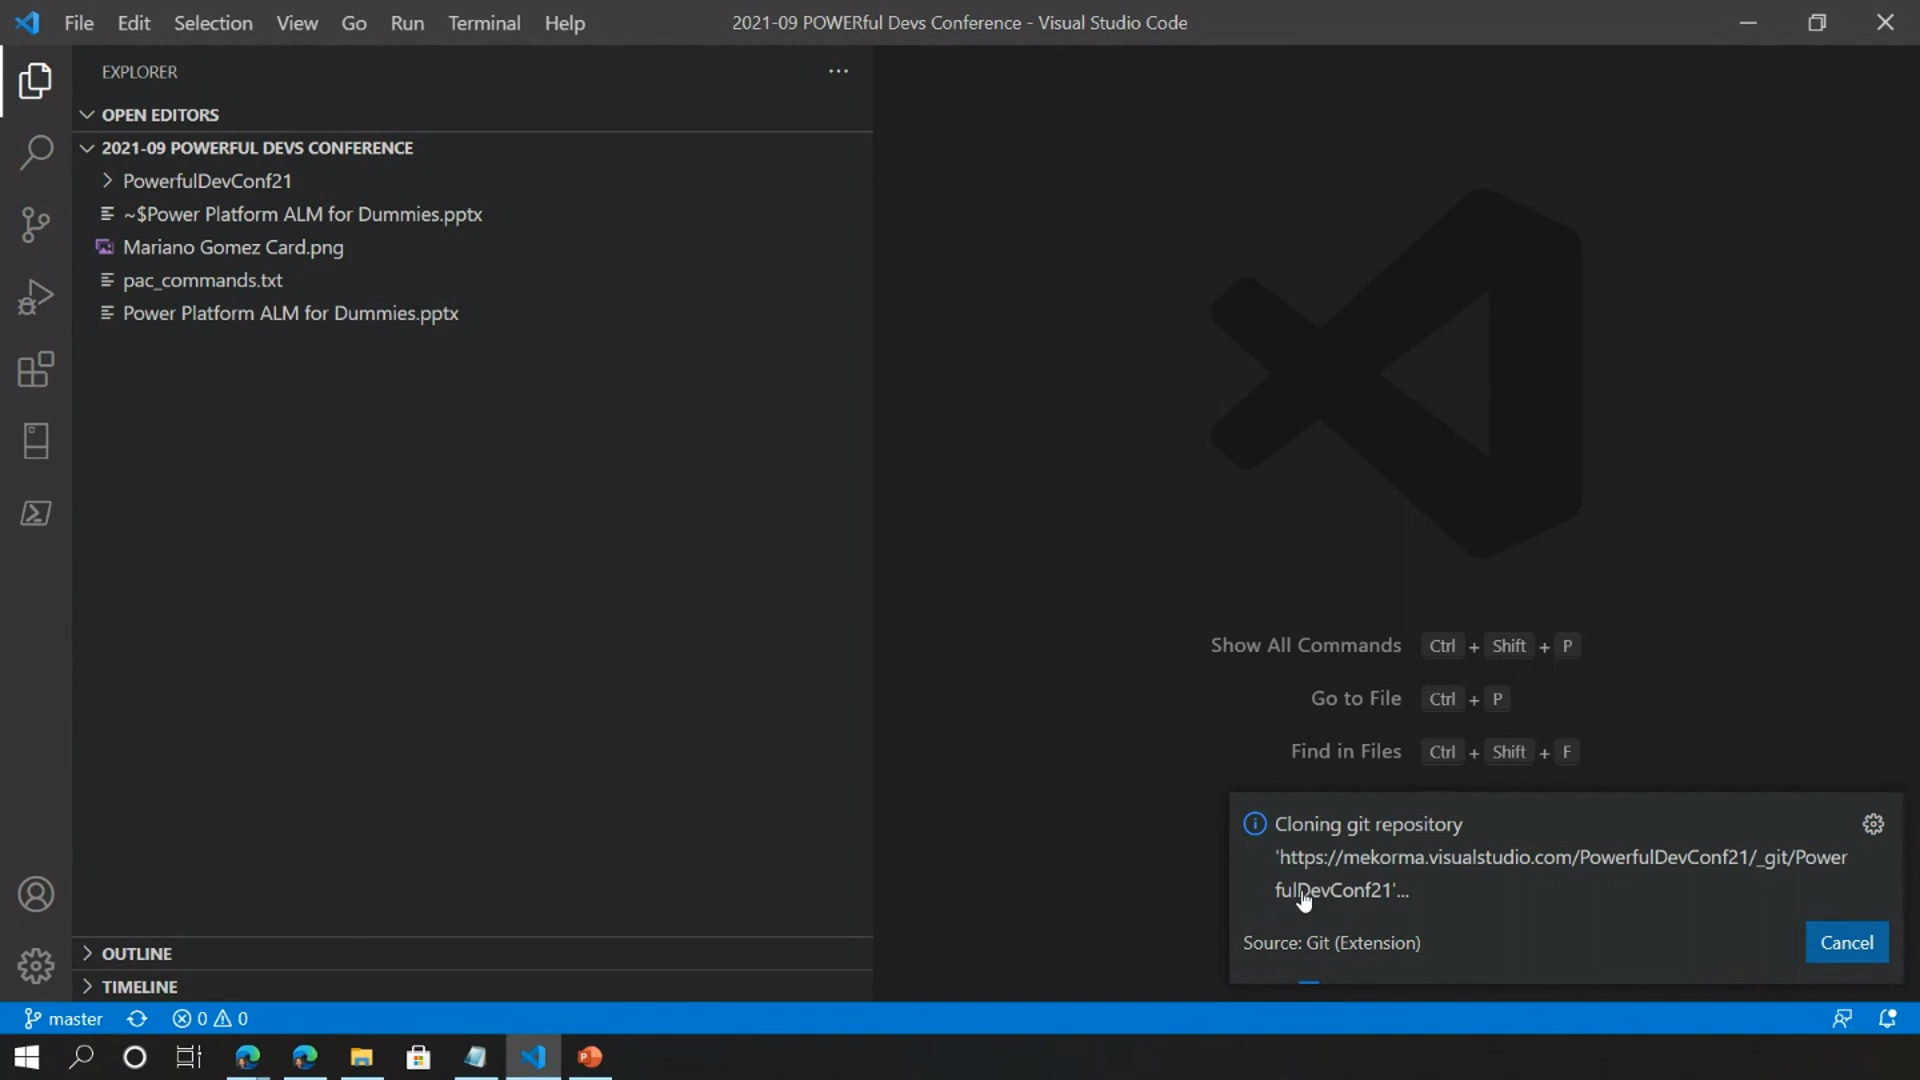 File Edit Selection View Go Run Terminal Help
2021-09 POWERful Devs Conference - Visual Studio Code
EXPLORER
OPEN EDITORS
2021-09 POWERFUL DEVS CONFERENCE
PowerfulDevConf21
~$Power Platform ALM for Dummies.pptx
Mariano Gomez Card.png
pac_commands.txt
Power Platform ALM for Dummies.pptx
Show All Commands Ctrl + Shift + P
Go to File Ctrl + P
Find in Files Ctrl + Shift + F
Cloning git repository
'https://mekorma.visualstudio.com/PowerfulDevConf21/_git/Power
fulDevConf21'...
Source: Git (Extension)
Cancel
OUTLINE
TIMELINE
master 0 0